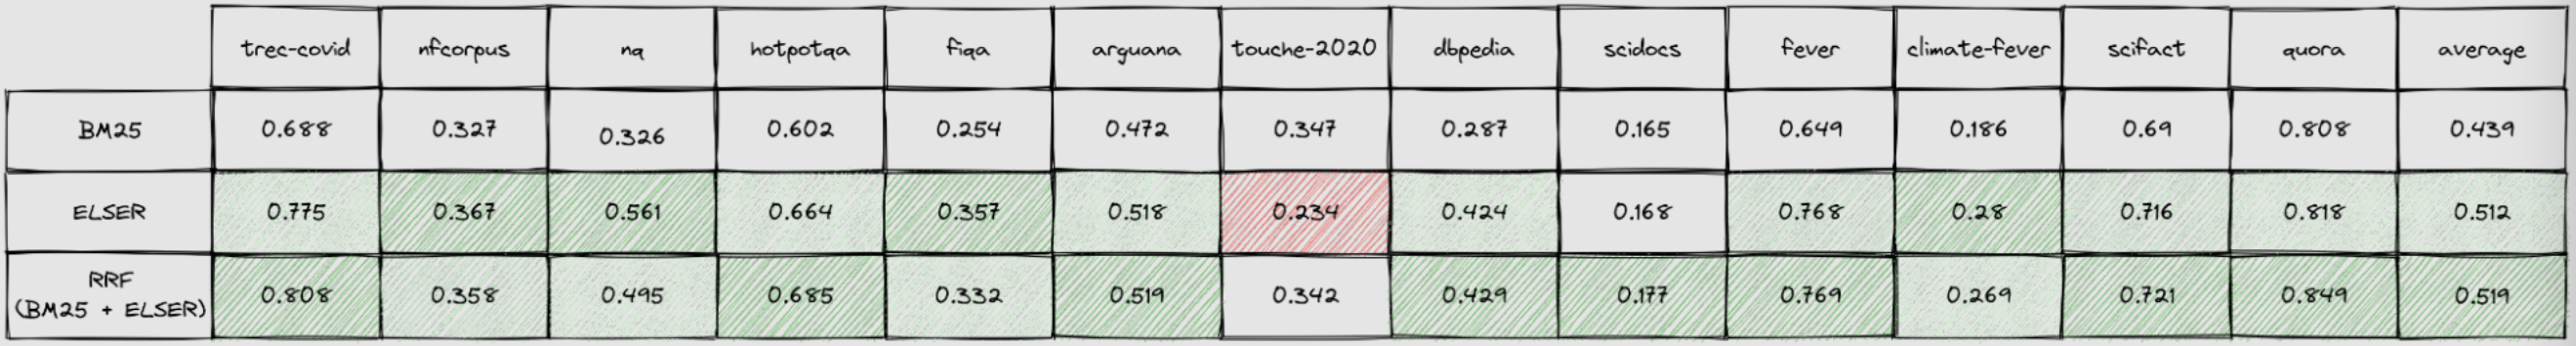 trec-covid nfcorpus nq hotpotqa fiqa arguana touche-2020 dbpedia scidocs fever climate-fever scifact quora average
BM25 0.688 0.327 0.326 0.602 0.254 0.472 0.347 0.287 0.165 0.649 0.186 0.69 0.808 0.439
ELSER 0.775 0.367 0.561 0.664 0.357 0.518 0.234 0.424 0.168 0.768 0.28 0.716 0.818 0.512
RRF
(BM25 + ELSER) 0.808 0.358 0.495 0.685 0.332 0.519 0.342 0.429 0.177 0.769 0.269 0.721 0.849 0.519